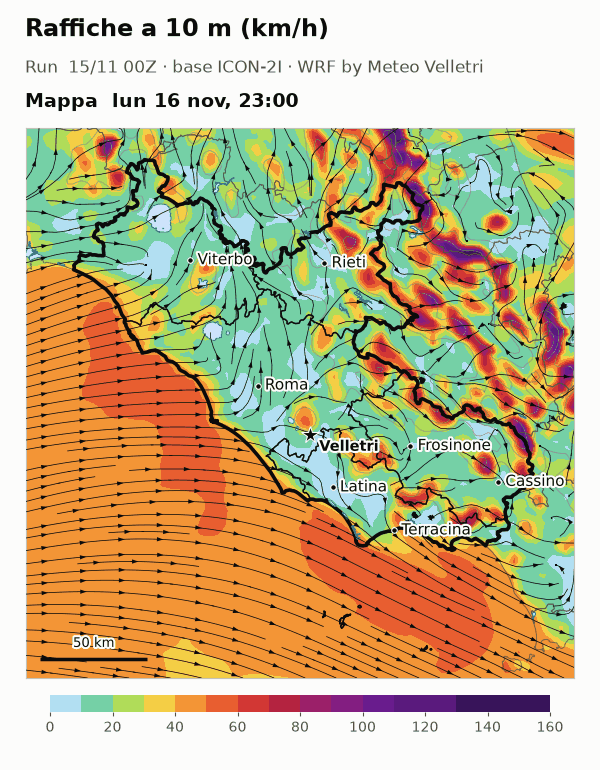 Raffiche a 10 m (km/h)
Run 15/11 00Z · base ICON-2I · WRF by Meteo Velletri
Mappa lun 16 nov, 23:00
Viterbo
Rieti
Roma
Velletri
Frosinone
Cassino
Latina
Terracina
50 km
0 20 40 60 80 100 120 140 160